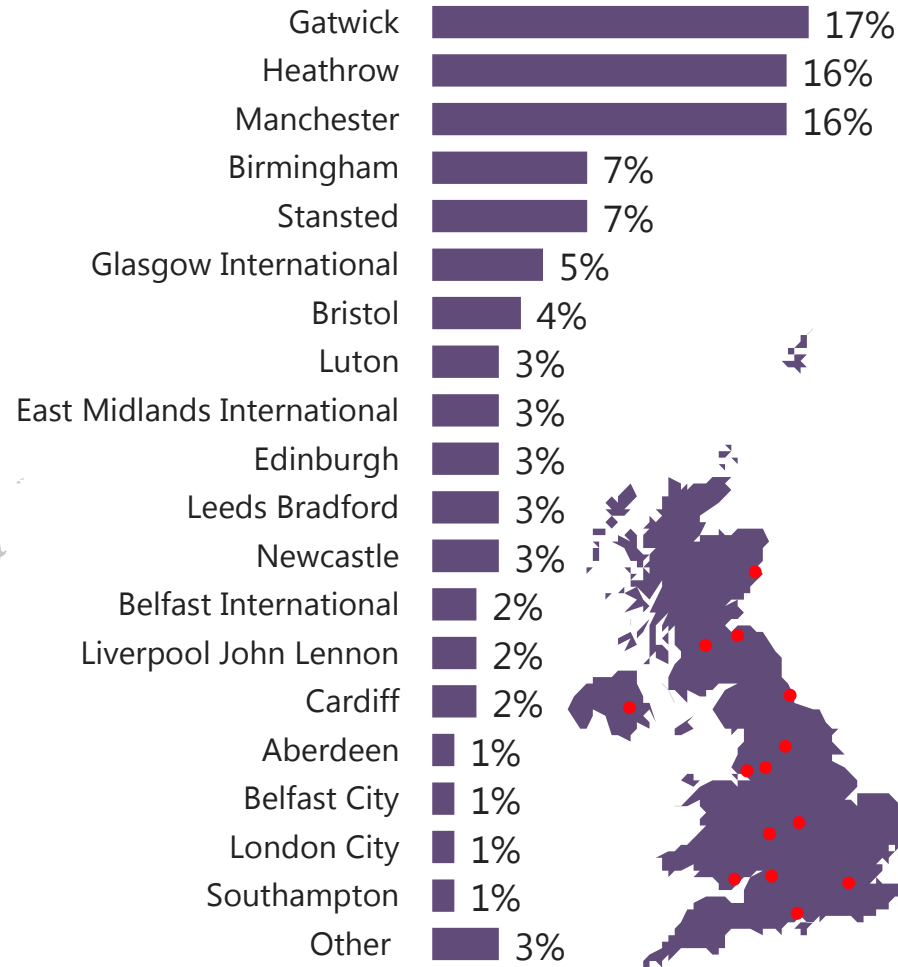 Gatwick 17%
Heathrow 16%
Manchester 16%
Birmingham 7%
Stansted 7%
Glasgow International 5%
Bristol 4%
Luton 3%
East Midlands International 3%
Edinburgh 3%
Leeds Bradford 3%
Newcastle 3%
Belfast International 2%
Liverpool John Lennon 2%
Cardiff 2%
Aberdeen 1%
Belfast City 1%
London City 1%
Southampton 1%
Other 3%